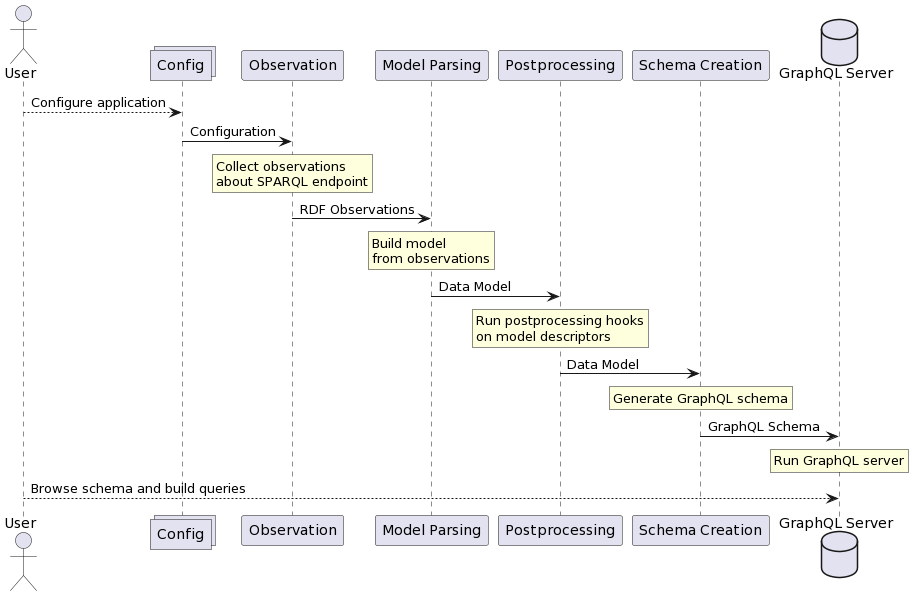 User
Config
Observation
Model Parsing
Postprocessing
Schema Creation
GraphQL Server
Configure application
Configuration
Collect observations
about SPARQL endpoint
RDF Observations
Build model
from observations
Data Model
Run postprocessing hooks
on model descriptors
Data Model
Generate GraphQL schema
GraphQL Schema
Run GraphQL server
Browse schema and build queries
User
Config
Observation
Model Parsing
Postprocessing
Schema Creation
GraphQL Server